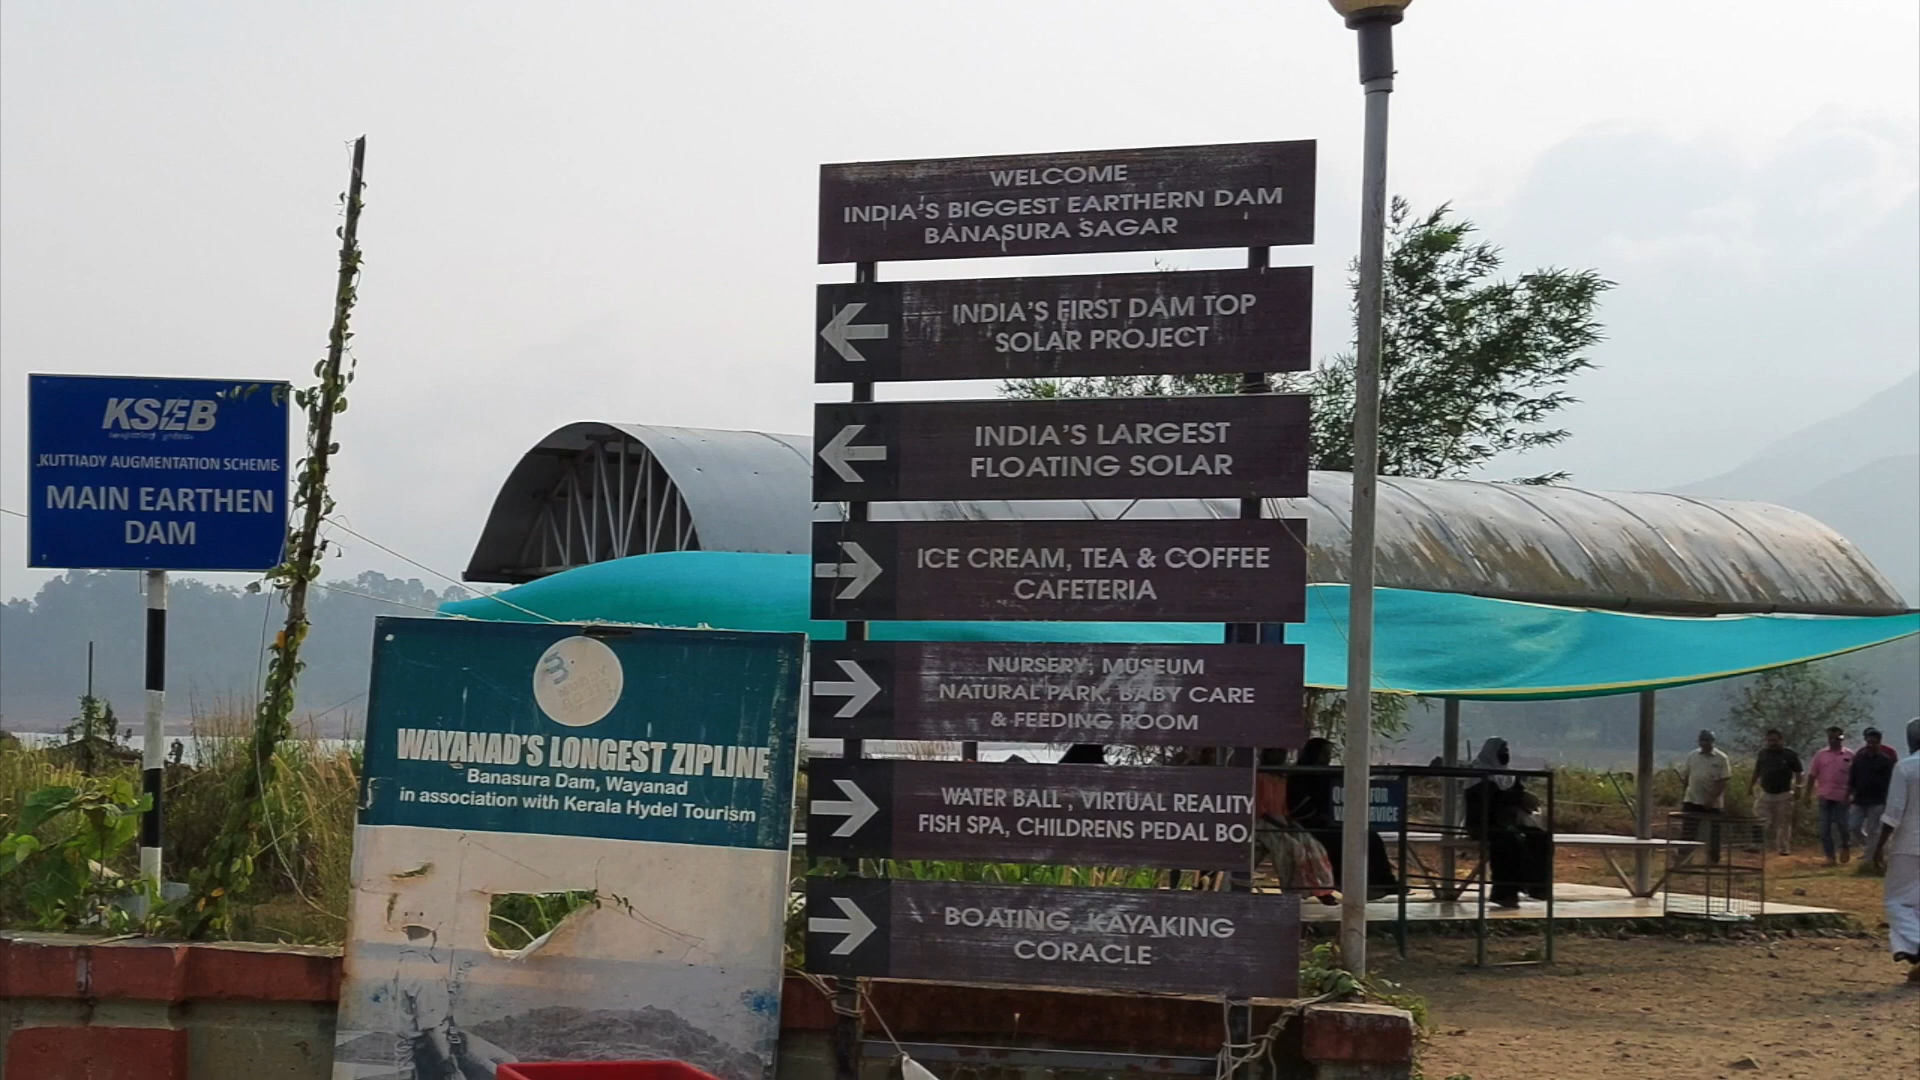 KSEB
KUTTIADY AUGMENTATION SCHEME
MAIN EARTHEN
DAM
WAYANAD'S LONGEST ZIPLINE
Banasura Dam, Wayanad
in association with Kerala Hydel Tourism
WELCOME
INDIA'S BIGGEST EARTHERN DAM
BANASURA SAGAR
INDIA'S FIRST DAM TOP
SOLAR PROJECT
INDIA'S LARGEST
FLOATING SOLAR
ICE CREAM, TEA & COFFEE
CAFETERIA
NURSERY, MUSEUM
NATURAL PARK, BABY CARE
& FEEDING ROOM
WATER BALL , VIRTUAL REALITY
FISH SPA, CHILDRENS PEDAL BOA
BOATING, KAYAKING
CORACLE